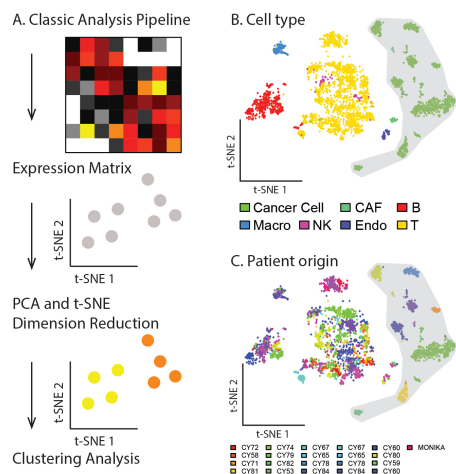 A. Classic Analysis Pipeline
Expression Matrix
t-SNE 2
t-SNE 1
PCA and t-SNE
Dimension Reduction
t-SNE 2
t-SNE 1
Clustering Analysis
B. Cell type
t-SNE 2
t-SNE 1
Cancer Cell CAF B
Macro NK Endo T
C. Patient origin
t-SNE 2
t-SNE 1
CY72 CY74 CY67 CY67 CY60 MONIKA
CY58 CY79 CY65 CY65 CY80
CY71 CY82 CY78 CY78 CY59
CY81 CY53 CY84 CY84 CY60